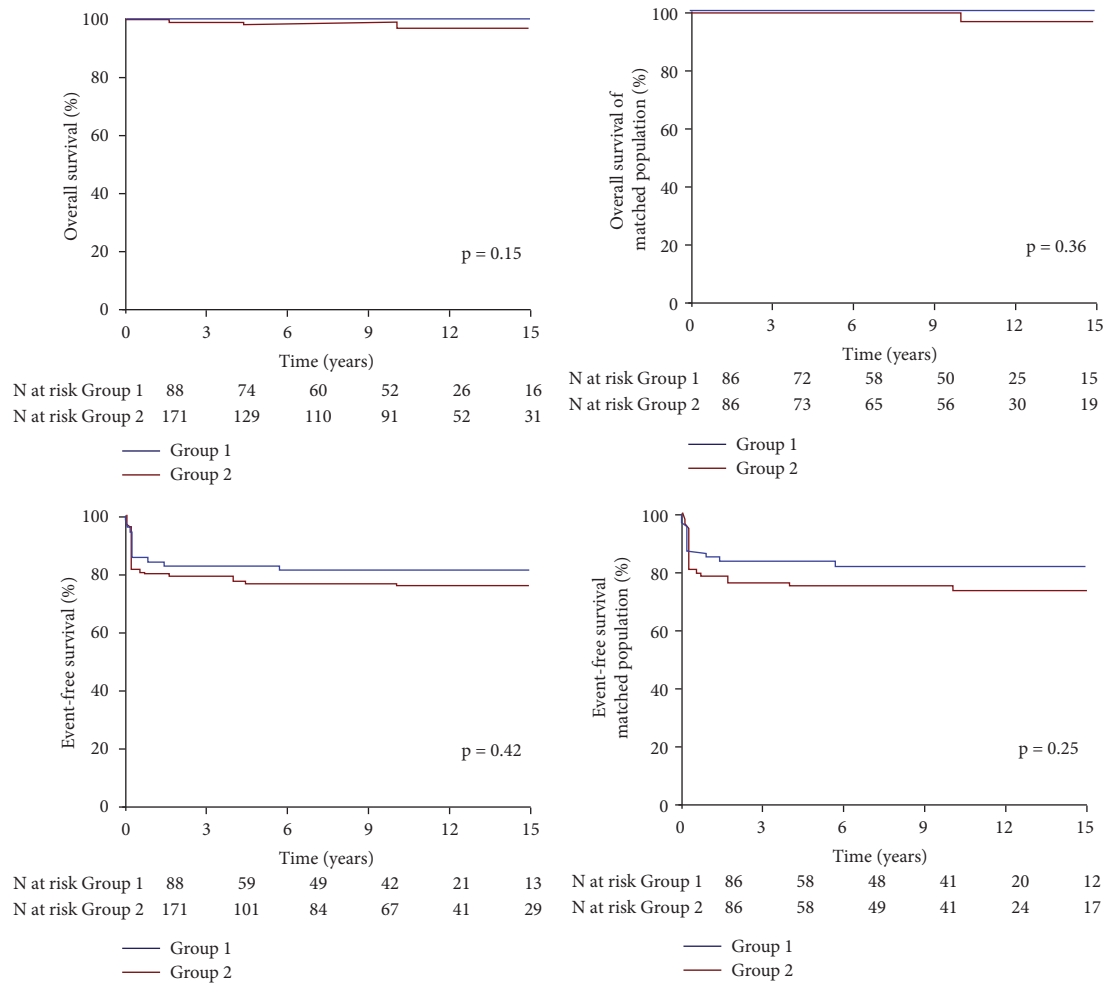 Overall survival (%)
100
80
60
40
20
0
p = 0.15
0 3 6 9 12 15
Time (years)
N at risk Group 1 88 74 60 52 26 16
N at risk Group 2 171 129 110 91 52 31
Group 1
Group 2
Overall survival of
matched population (%)
100
80
60
40
20
0
p = 0.36
0 3 6 9 12 15
Time (years)
N at risk Group 1 86 72 58 50 25 15
N at risk Group 2 86 73 65 56 30 19
Group 1
Group 2
Event-free survival (%)
100
80
60
40
20
0
p = 0.42
0 3 6 9 12 15
Time (years)
N at risk Group 1 88 59 49 42 21 13
N at risk Group 2 171 101 84 67 41 29
Group 1
Group 2
Event-free survival
matched population (%)
100
80
60
40
20
0
p = 0.25
0 3 6 9 12 15
Time (years)
N at risk Group 1 86 58 48 41 20 12
N at risk Group 2 86 58 49 41 24 17
Group 1
Group 2